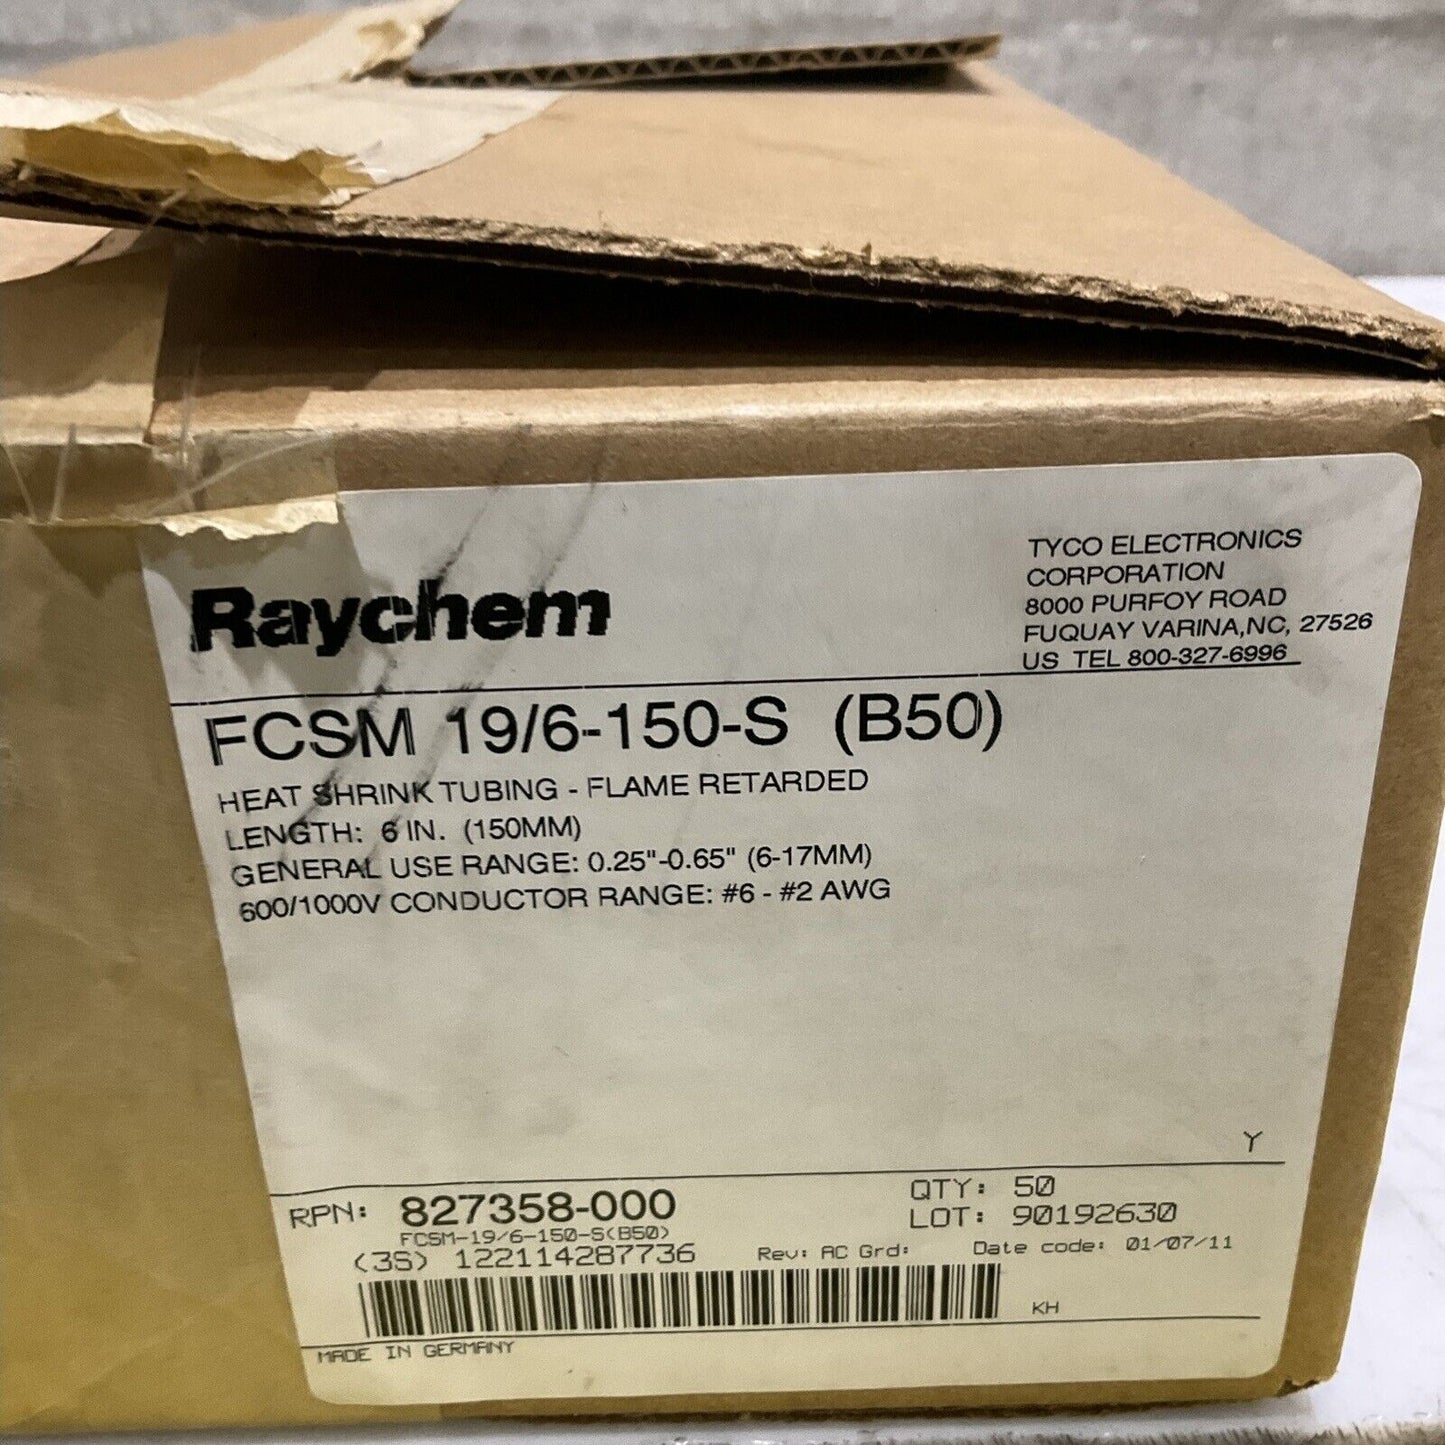 Raychem
TYCO ELECTRONICS
CORPORATION
8000 PURFOY ROAD
FUQUAY VARINA,NC, 27526
US TEL 800-327-6996
FCSM 19/6-150-S (B50)
HEAT SHRINK TUBING - FLAME RETARDED
LENGTH: 6 IN. (150MM)
GENERAL USE RANGE: 0.25"-0.65" (6-17MM)
600/1000V CONDUCTOR RANGE: #6 - #2 AWG
Y
RPN: 827358-000
QTY: 50
FCSM-19/6-150-S(B50)
LOT: 90192630
(3S) 122114287736
Rev: AC Grd: Date code: 01/07/11
KH
MADE IN GERMANY